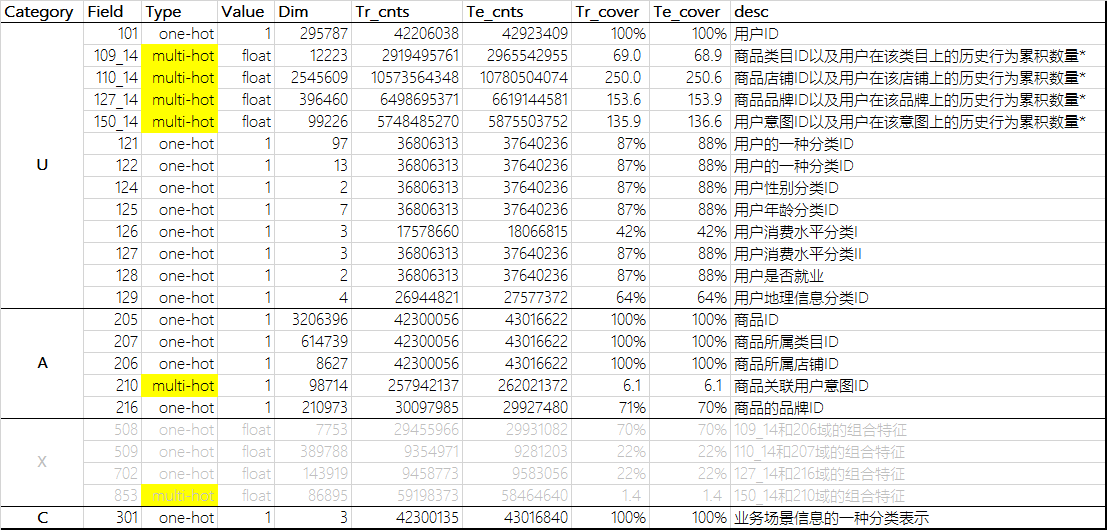 Category Field Type Value Dim Tr_cnts Te_cnts Tr_cover Te_cover desc
101 one-hot 1 295787 42206038 42923409 100% 100% 用户ID
109_14 multi-hot float 12223 2919495761 2965542955 69.0 68.9 商品类目ID以及用户在该类目上的历史行为累积数量*
110_14 multi-hot float 2545609 10573564348 10780504074 250.0 250.6 商品店铺ID以及用户在该店铺上的历史行为累积数量*
127_14 multi-hot float 396460 6498695371 6619144581 153.6 153.9 商品品牌ID以及用户在该品牌上的历史行为累积数量*
150_14 multi-hot float 99226 5748485270 5875503752 135.9 136.6 用户意图ID以及用户在该意图上的历史行为累积数量*
121 one-hot 1 97 36806313 37640236 87% 88% 用户的一种分类ID
U 122 one-hot 1 13 36806313 37640236 87% 88% 用户的一种分类ID
124 one-hot 1 2 36806313 37640236 87% 88% 用户性别分类ID
125 one-hot 1 7 36806313 37640236 87% 88% 用户年龄分类ID
126 one-hot 1 3 17578660 18066815 42% 42% 用户消费水平分类I
127 one-hot 1 3 36806313 37640236 87% 88% 用户消费水平分类II
128 one-hot 1 2 36806313 37640236 87% 88% 用户是否就业
129 one-hot 1 4 26944821 27577372 64% 64% 用户地理信息分类ID
205 one-hot 1 3206396 42300056 43016622 100% 100% 商品ID
207 one-hot 1 614739 42300056 43016622 100% 100% 商品所属类目ID
A 206 one-hot 1 8627 42300056 43016622 100% 100% 商品所属店铺ID
210 multi-hot 1 98714 257942137 262021372 6.1 6.1 商品关联用户意图ID
216 one-hot 1 210973 30097985 29927480 71% 70% 商品的品牌ID
508 one-hot float 7753 29455966 29931082 70% 70% 109_14和206域的组合特征
X 509 one-hot float 389788 9354971 9281203 22% 22% 110_14和207域的组合特征
702 one-hot float 143919 9458773 9583056 22% 22% 127_14和216域的组合特征
853 multi-hot float 86895 59198373 58464640 1.4 1.4 150_14和210域的组合特征
C 301 one-hot 1 3 42300135 43016840 100% 100% 业务场景信息的一种分类表示